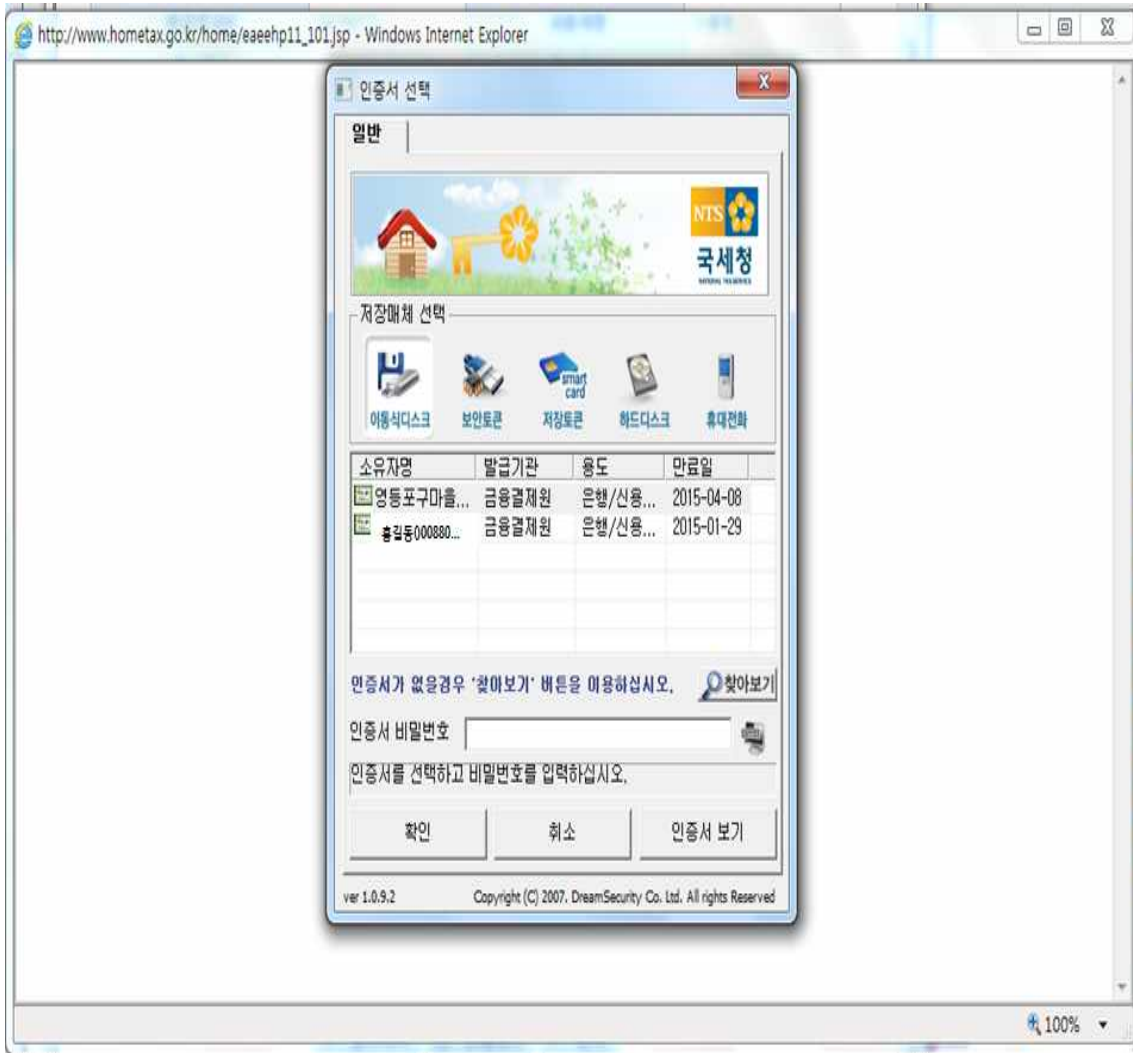 http://www.hometax.go.kr/home/eaeehp11_101.jsp - Windows Internet Explorer
인증서 선택
일반
NTS
국세청
NATIONAL TAX SERVICE
저장매체 선택
smart card
이동식디스크 보안토큰 저장토큰 하드디스크 휴대전화
소유자명 발급기관 용도 만료일
영등포구마을... 금융결제원 은행/신용... 2015-04-08
홍길동000880... 금융결제원 은행/신용... 2015-01-29
인증서가 없을경우 '찾아보기' 버튼을 이용하십시오. 찾아보기
인증서 비밀번호
인증서를 선택하고 비밀번호를 입력하십시오.
확인 취소 인증서 보기
ver 1.0.9.2 Copyright (C) 2007. DreamSecurity Co. Ltd. All rights Reserved
100%